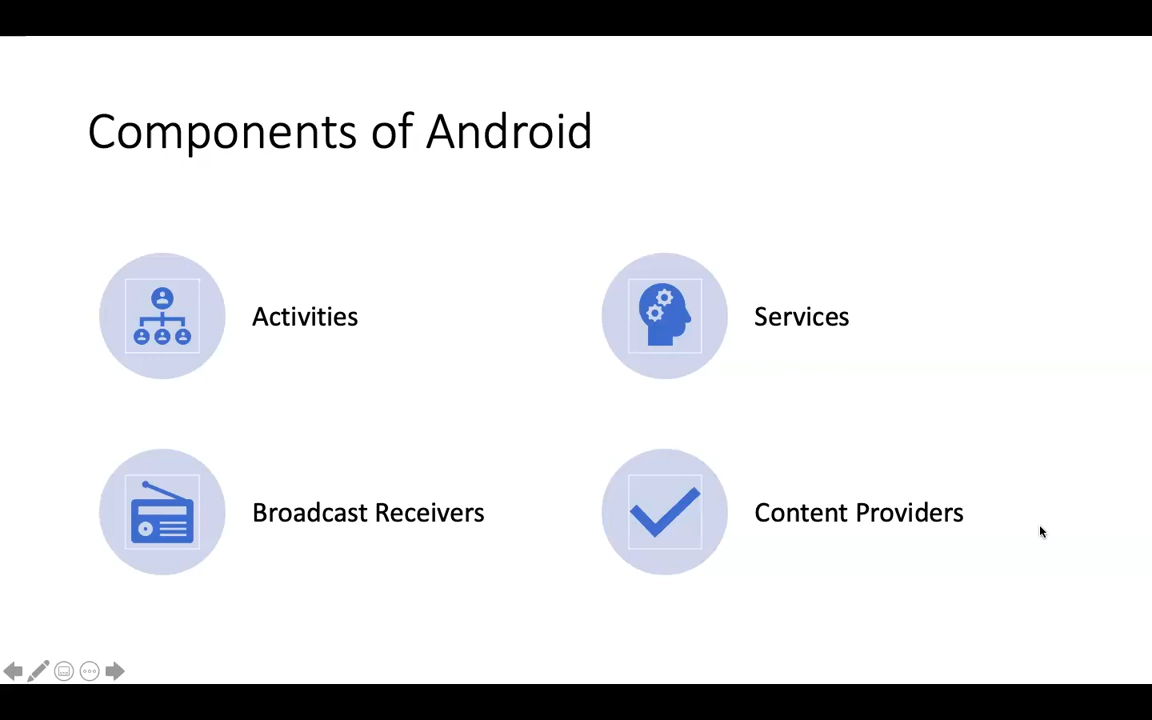 Components of Android
Activities
Services
Broadcast Receivers
Content Providers